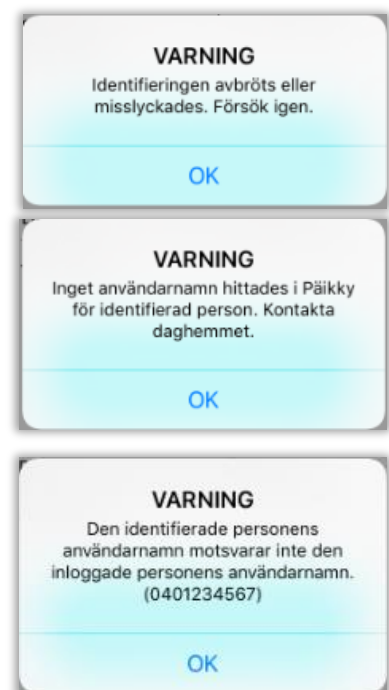 VARNING
Identifieringen avbröts eller
misslyckades. Försök igen.
OK
VARNING
Inget användarnamn hittades i Päikky
för identifierad person. Kontakta
daghemmet.
OK
VARNING
Den identifierade personens
användarnamn motsvarar inte den
inloggade personens användarnamn.
(0401234567)
OK